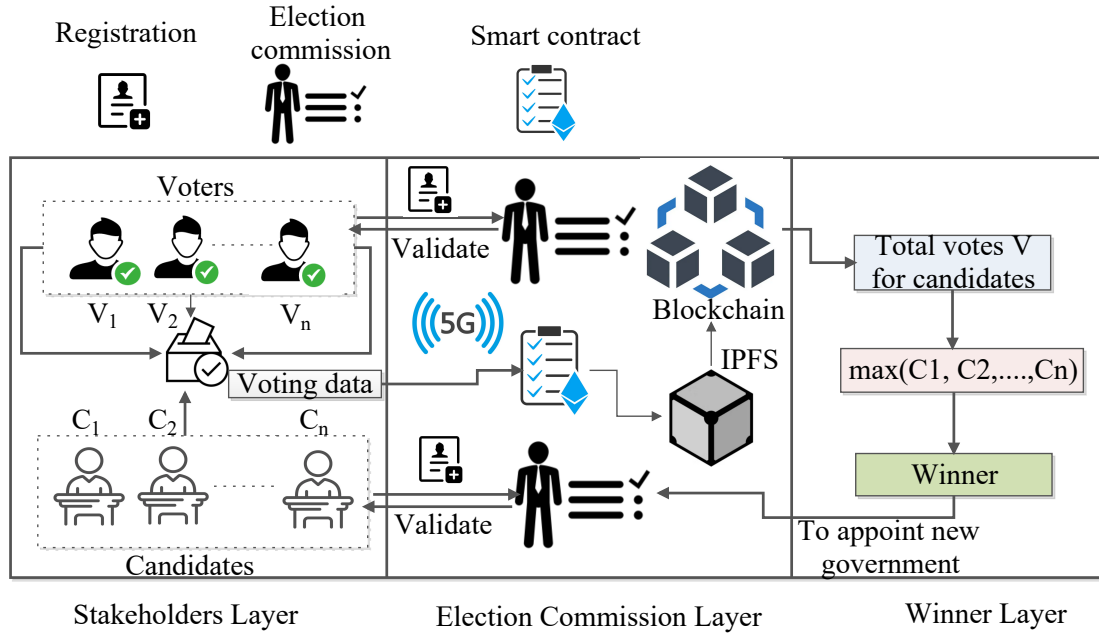 Registration
Election
commission
Smart contract
Voters
V1
V2
Vn
Validate
Blockchain
Total votes V
for candidates
5G
IPFS
Voting data
max(C1, C2,....,Cn)
C1
C2
Cn
Winner
Validate
To appoint new
government
Candidates
Stakeholders Layer
Election Commission Layer
Winner Layer